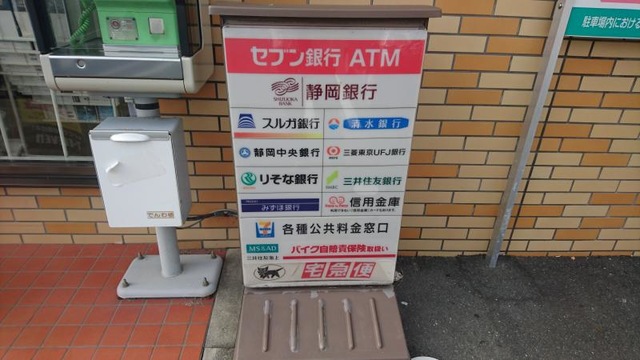 セブン銀行 ATM
SHIZUOKA BANK
静岡銀行
スルガ銀行
清水銀行
静岡中央銀行
三菱東京UFJ銀行
りそな銀行
三井住友銀行
みずほ銀行
信用金庫
各種公共料金窓口
MS&AD
三井住友海上
バイク自賠責保険取扱い
宅急便
でんわ帳
駐車場内における